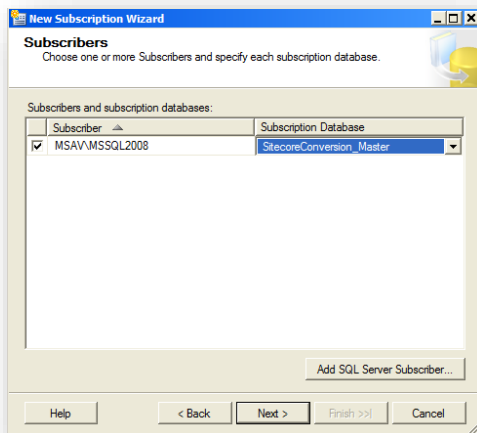 New Subscription Wizard
Subscribers
Choose one or more Subscribers and specify each subscription database.
Subscribers and subscription databases:
Subscriber Subscription Database
MSAV\MSSQL2008 SitecoreConversion_Master
Add SQL Server Subscriber...
Help < Back Next > Finish >>| Cancel